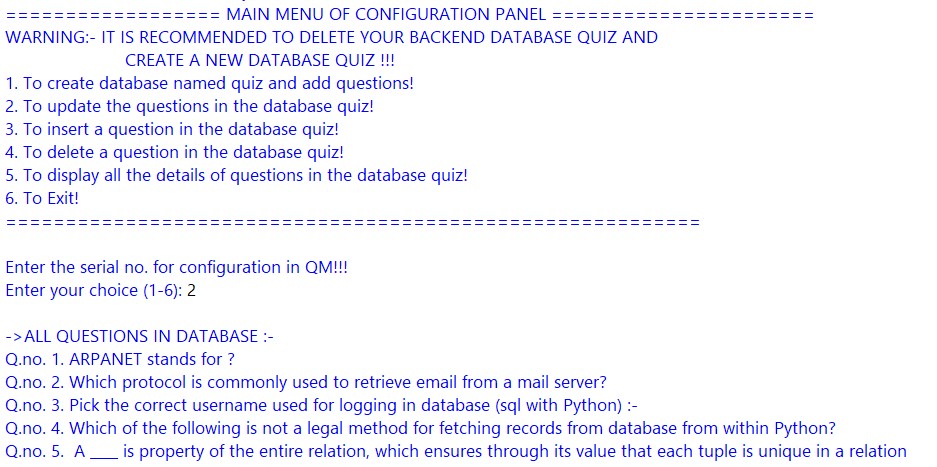 ================== MAIN MENU OF CONFIGURATION PANEL ======================
WARNING:- IT IS RECOMMENDED TO DELETE YOUR BACKEND DATABASE QUIZ AND
CREATE A NEW DATABASE QUIZ !!!
1. To create database named quiz and add questions!
2. To update the questions in the database quiz!
3. To insert a question in the database quiz!
4. To delete a question in the database quiz!
5. To display all the details of questions in the database quiz!
6. To Exit!
==========================================================
Enter the serial no. for configuration in QM!!!
Enter your choice (1-6): 2
->ALL QUESTIONS IN DATABASE :-
Q.no. 1. ARPANET stands for ?
Q.no. 2. Which protocol is commonly used to retrieve email from a mail server?
Q.no. 3. Pick the correct username used for logging in database (sql with Python) :-
Q.no. 4. Which of the following is not a legal method for fetching records from database from within Python?
Q.no. 5.  A ___ is property of the entire relation, which ensures through its value that each tuple is unique in a relation